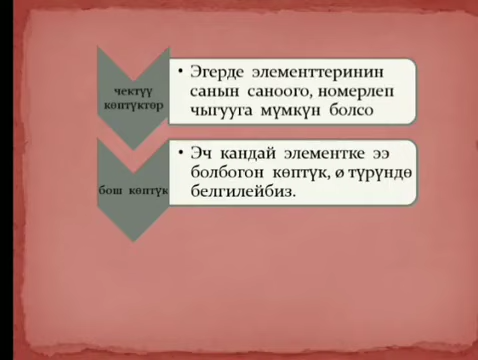 чектүү
көптүктөр
• Эгерде элементтеринин
санын саноого, номерлеп
чыгууга мүмкүн болсо
бош көптүк
• Эч кандай элементке ээ
болбогон көптүк, ø түрүндө
белгилейбиз.